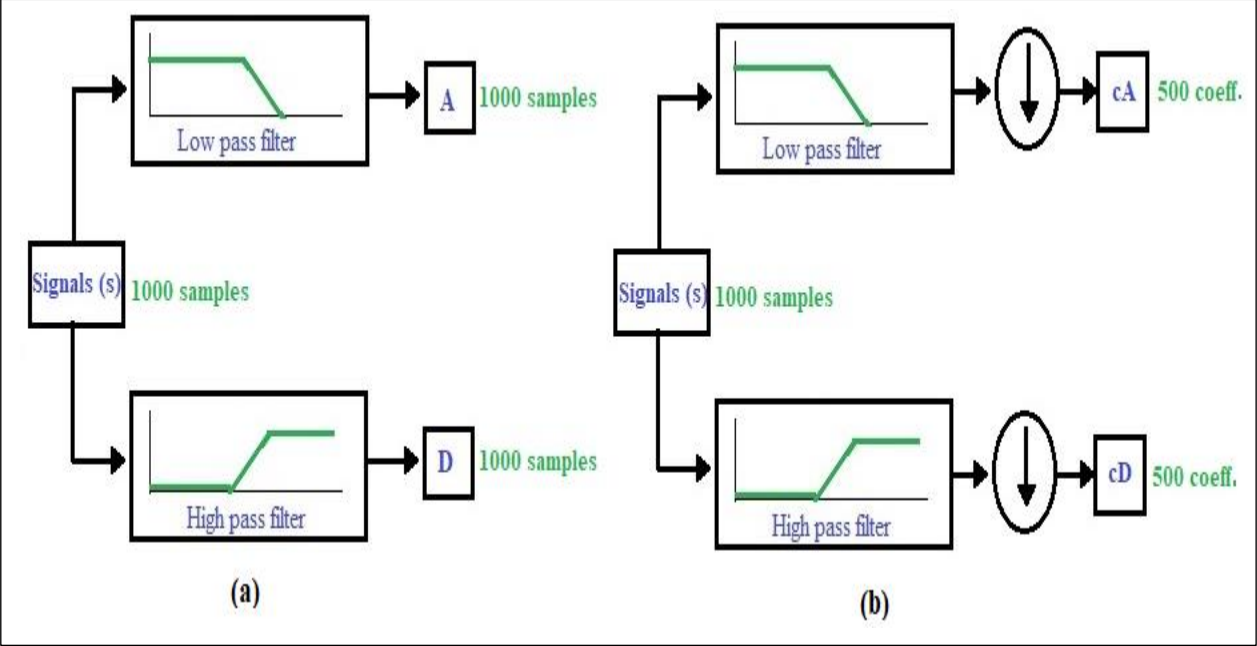 Low pass filter
A
1000 samples
Signals (s)
1000 samples
High pass filter
D
1000 samples
(a)
Low pass filter
cA
500 coeff.
Signals (s)
1000 samples
High pass filter
cD
500 coeff.
(b)